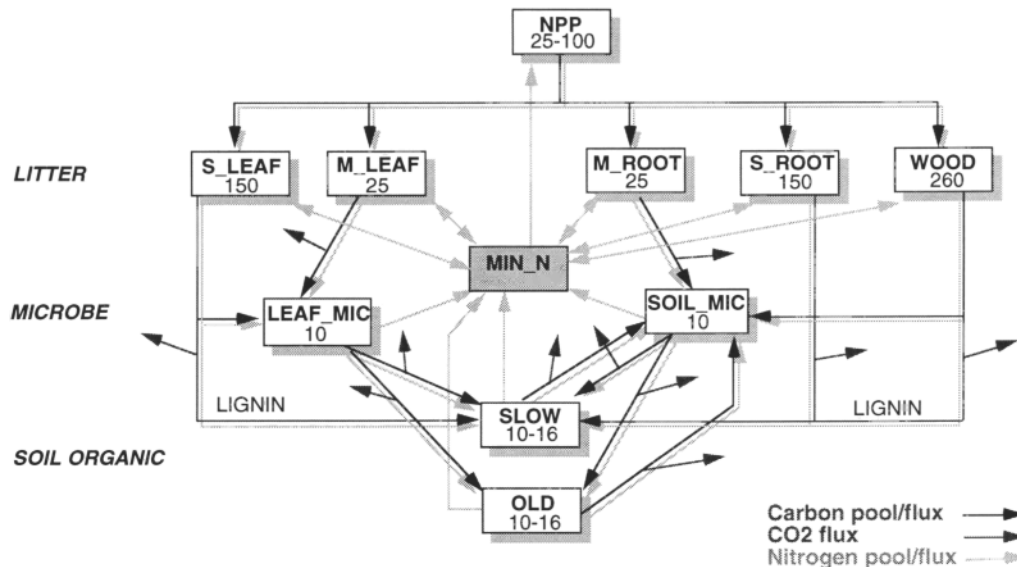 NPP
25-100
S_LEAF
150
M_LEAF
25
M_ROOT
25
S_ROOT
150
WOOD
260
LITTER
MIN_N
MICROBE
LEAF_MIC
10
SOIL_MIC
10
LIGNIN
SLOW
10-16
LIGNIN
SOIL ORGANIC
OLD
10-16
Carbon pool/flux
CO2 flux
Nitrogen pool/flux